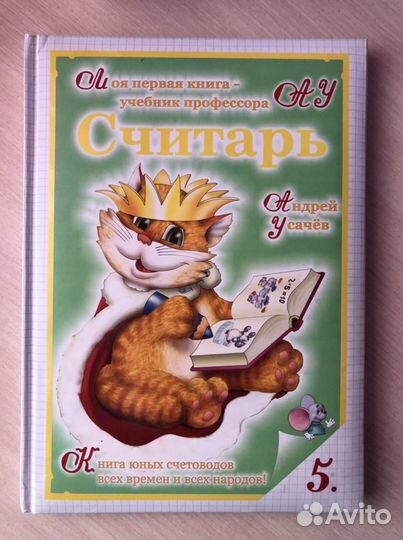 Моя первая книга –
учебник профессора АУ
Считарь
Андрей
Усачёв
2·5=10
Книга юных счетоводов
всех времен и всех народов!
5.
Avito